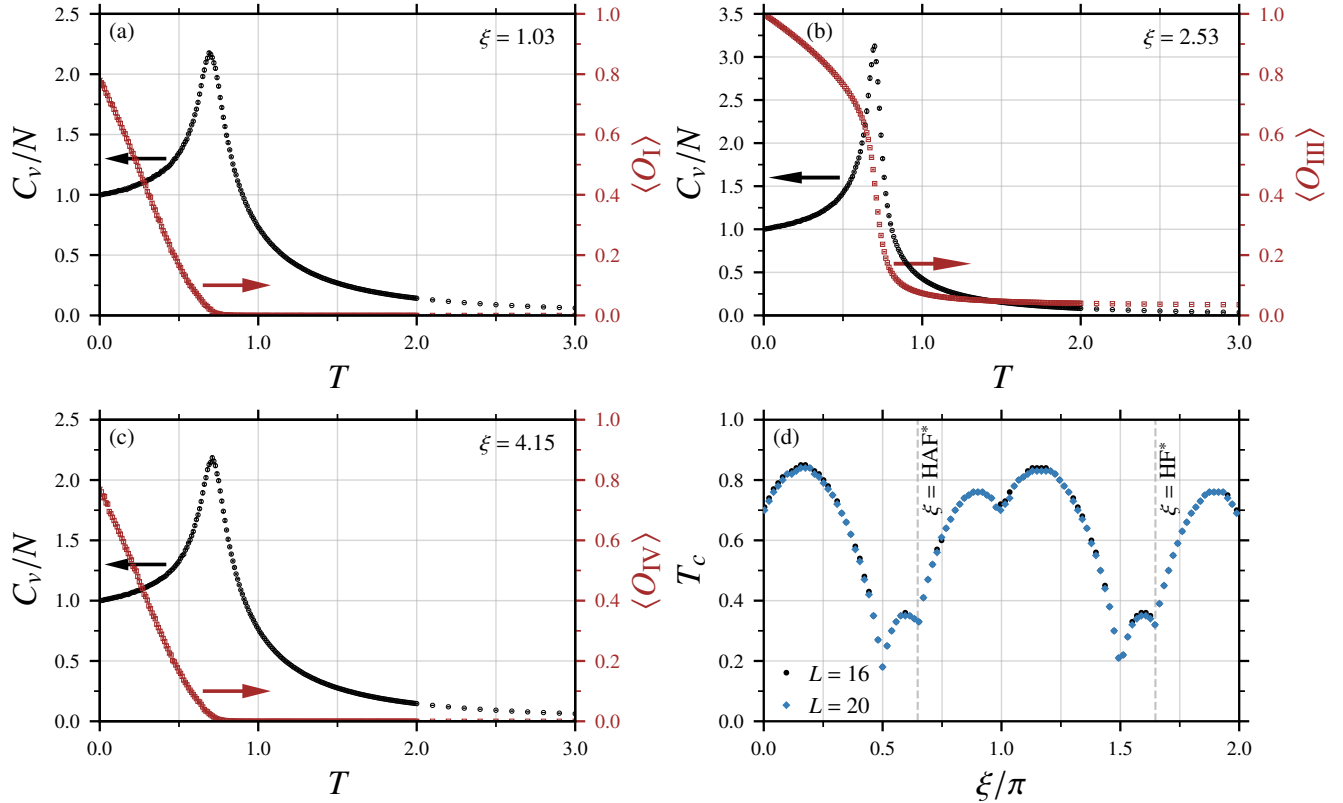 (a)
ξ = 1.03
C_v/N
⟨O_I⟩
2.5
2.0
1.5
1.0
0.5
0.0
1.0
0.8
0.6
0.4
0.2
0.0
0.0 1.0 2.0 3.0
T
(b)
ξ = 2.53
C_v/N
⟨O_III⟩
3.5
3.0
2.5
2.0
1.5
1.0
0.5
0.0
1.0
0.8
0.6
0.4
0.2
0.0
0.0 1.0 2.0 3.0
T
(c)
ξ = 4.15
C_v/N
⟨O_IV⟩
2.5
2.0
1.5
1.0
0.5
0.0
1.0
0.8
0.6
0.4
0.2
0.0
0.0 1.0 2.0 3.0
T
(d)
ξ = HAF*
ξ = HF*
T_c
1.0
0.8
0.6
0.4
0.2
0.0
L = 16
L = 20
0.0 0.5 1.0 1.5 2.0
ξ/π